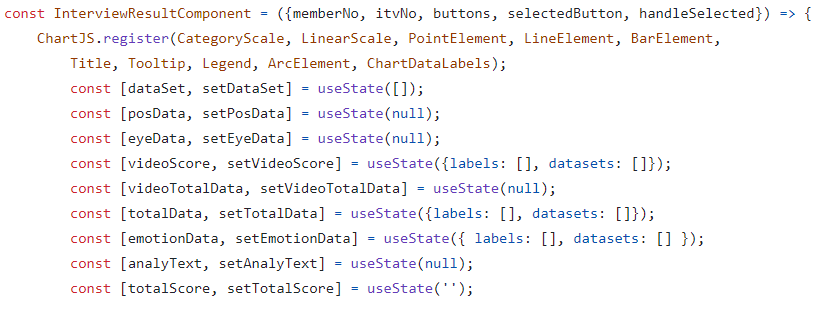 const InterviewResultComponent = ({memberNo, itvNo, buttons, selectedButton, handleSelected}) => {
ChartJS.register(CategoryScale, LinearScale, PointElement, LineElement, BarElement,
Title, Tooltip, Legend, ArcElement, ChartDataLabels);
const [dataSet, setDataSet] = useState([]);
const [posData, setPosData] = useState(null);
const [eyeData, setEyeData] = useState(null);
const [videoScore, setVideoScore] = useState({labels: [], datasets: []});
const [videoTotalData, setVideoTotalData] = useState(null);
const [totalData, setTotalData] = useState({labels: [], datasets: []});
const [emotionData, setEmotionData] = useState({ labels: [], datasets: [] });
const [analyText, setAnalyText] = useState(null);
const [totalScore, setTotalScore] = useState('');